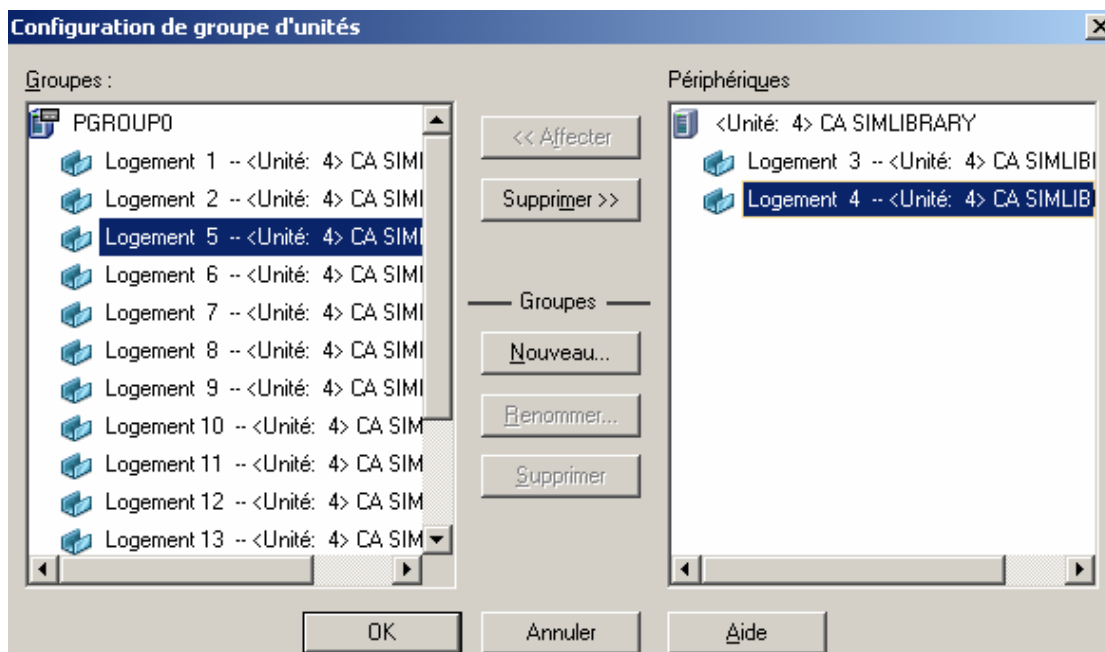 Configuration de groupe d'unités
Groupes :
PGROUP0
Logement 1 -- <Unité: 4> CA SIMI
Logement 2 -- <Unité: 4> CA SIMI
Logement 5 -- <Unité: 4> CA SIMI
Logement 6 -- <Unité: 4> CA SIMI
Logement 7 -- <Unité: 4> CA SIMI
Logement 8 -- <Unité: 4> CA SIMI
Logement 9 -- <Unité: 4> CA SIMI
Logement 10 -- <Unité: 4> CA SIM
Logement 11 -- <Unité: 4> CA SIM
Logement 12 -- <Unité: 4> CA SIM
Logement 13 -- <Unité: 4> CA SIM
<< Affecter
Supprimer >>
Groupes
Nouveau...
Renommer...
Supprimer
Périphériques
<Unité: 4> CA SIMLIBRARY
Logement 3 -- <Unité: 4> CA SIMLIBI
Logement 4 -- <Unité: 4> CA SIMLIB
OK
Annuler
Aide